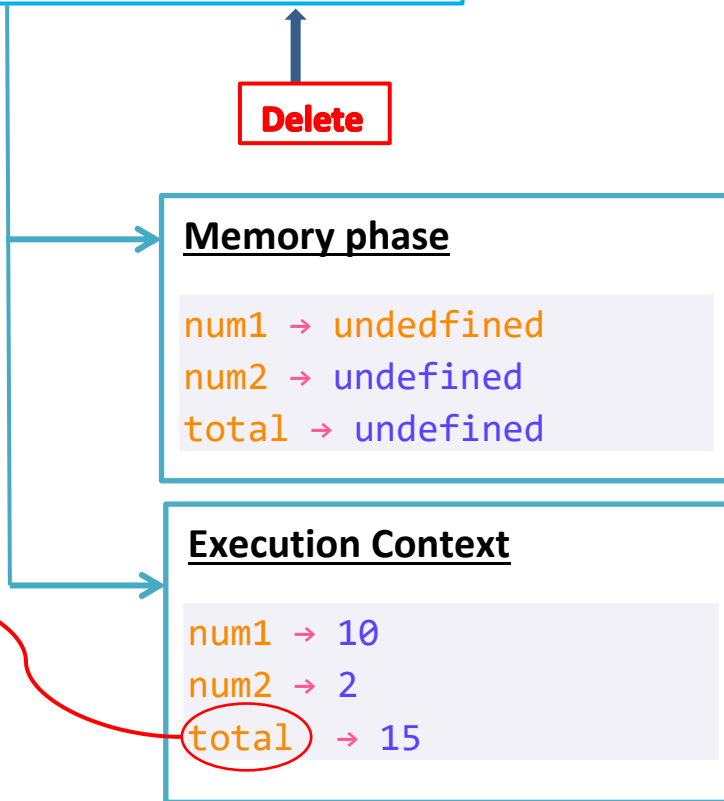 Delete
Memory phase
num1 → undedfined
num2 → undefined
total → undefined
Execution Context
num1 → 10
num2 → 2
total → 15